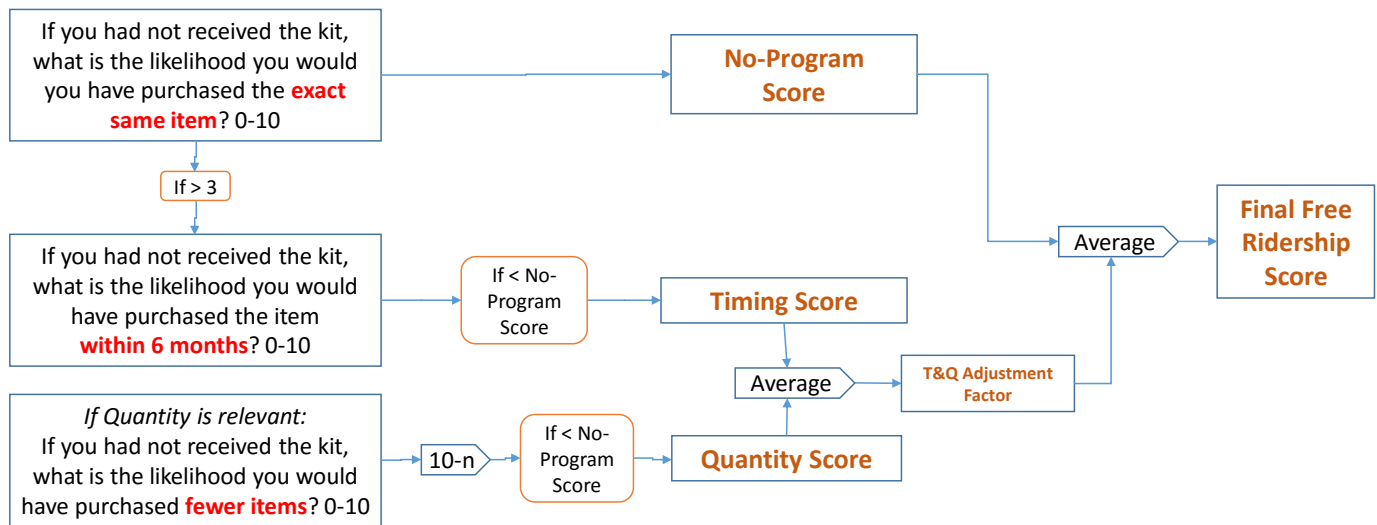 If you had not received the kit,
what is the likelihood you would
you have purchased the exact
same item? 0-10
No-Program
Score
If > 3
If you had not received the kit,
what is the likelihood you would
have purchased the item
within 6 months? 0-10
If < No-
Program
Score
Timing Score
Average
Final Free
Ridership
Score
Average
T&Q Adjustment
Factor
If Quantity is relevant:
If you had not received the kit,
what is the likelihood you would
have purchased fewer items? 0-10
10-n
If < No-
Program
Score
Quantity Score